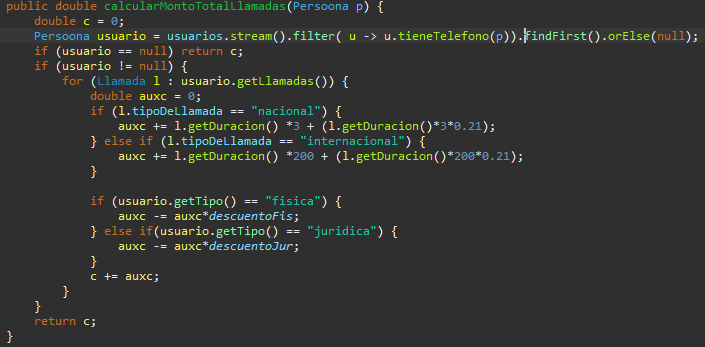 public double calcularMontoTotalLlamadas(Persoona p) {
double c = 0;
Persoona usuario = usuarios.stream().filter( u -> u.tieneTelefono(p)).findFirst().orElse(null);
if (usuario == null) return c;
if (usuario != null) {
for (Llamada l : usuario.getLlamadas()) {
double auxc = 0;
if (l.tipoDeLlamada == "nacional") {
auxc += l.getDuracion() *3 + (l.getDuracion()*3*0.21);
} else if (l.tipoDeLlamada == "internacional") {
auxc += l.getDuracion() *200 + (l.getDuracion()*200*0.21);
}
if (usuario.getTipo() == "fisica") {
auxc -= auxc*descuentoFis;
} else if(usuario.getTipo() == "juridica") {
auxc -= auxc*descuentoJur;
}
c += auxc;
}
}
return c;
}